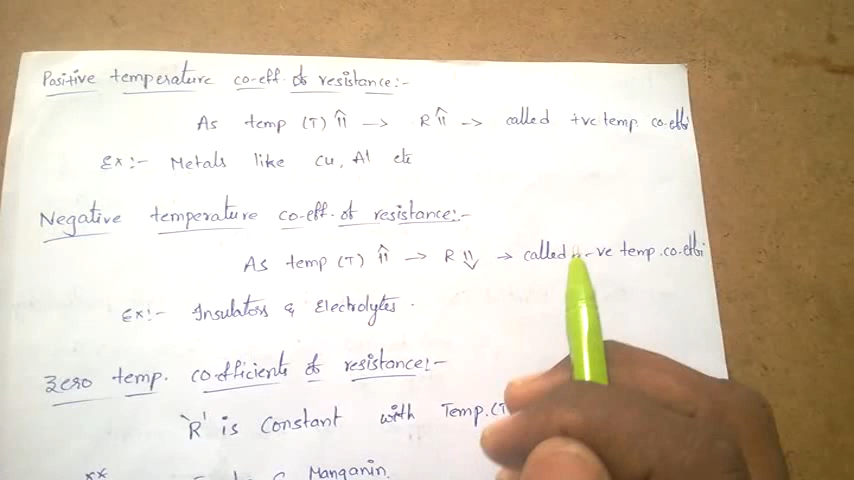 Positive temperature co-eff. of resistance:-
As temp (T) ⇑ → R ⇑ → called +ve temp. co-effi
Ex:- Metals like Cu, Al etc
Negative temperature co-eff. of resistance:-
As temp (T) ⇑ → R ⇓ → called -ve temp. co-effi
Ex:- Insulators & Electrolytes.
Zero temp. co-efficients of resistance:-
'R' is constant with Temp.(T
** Manganin.